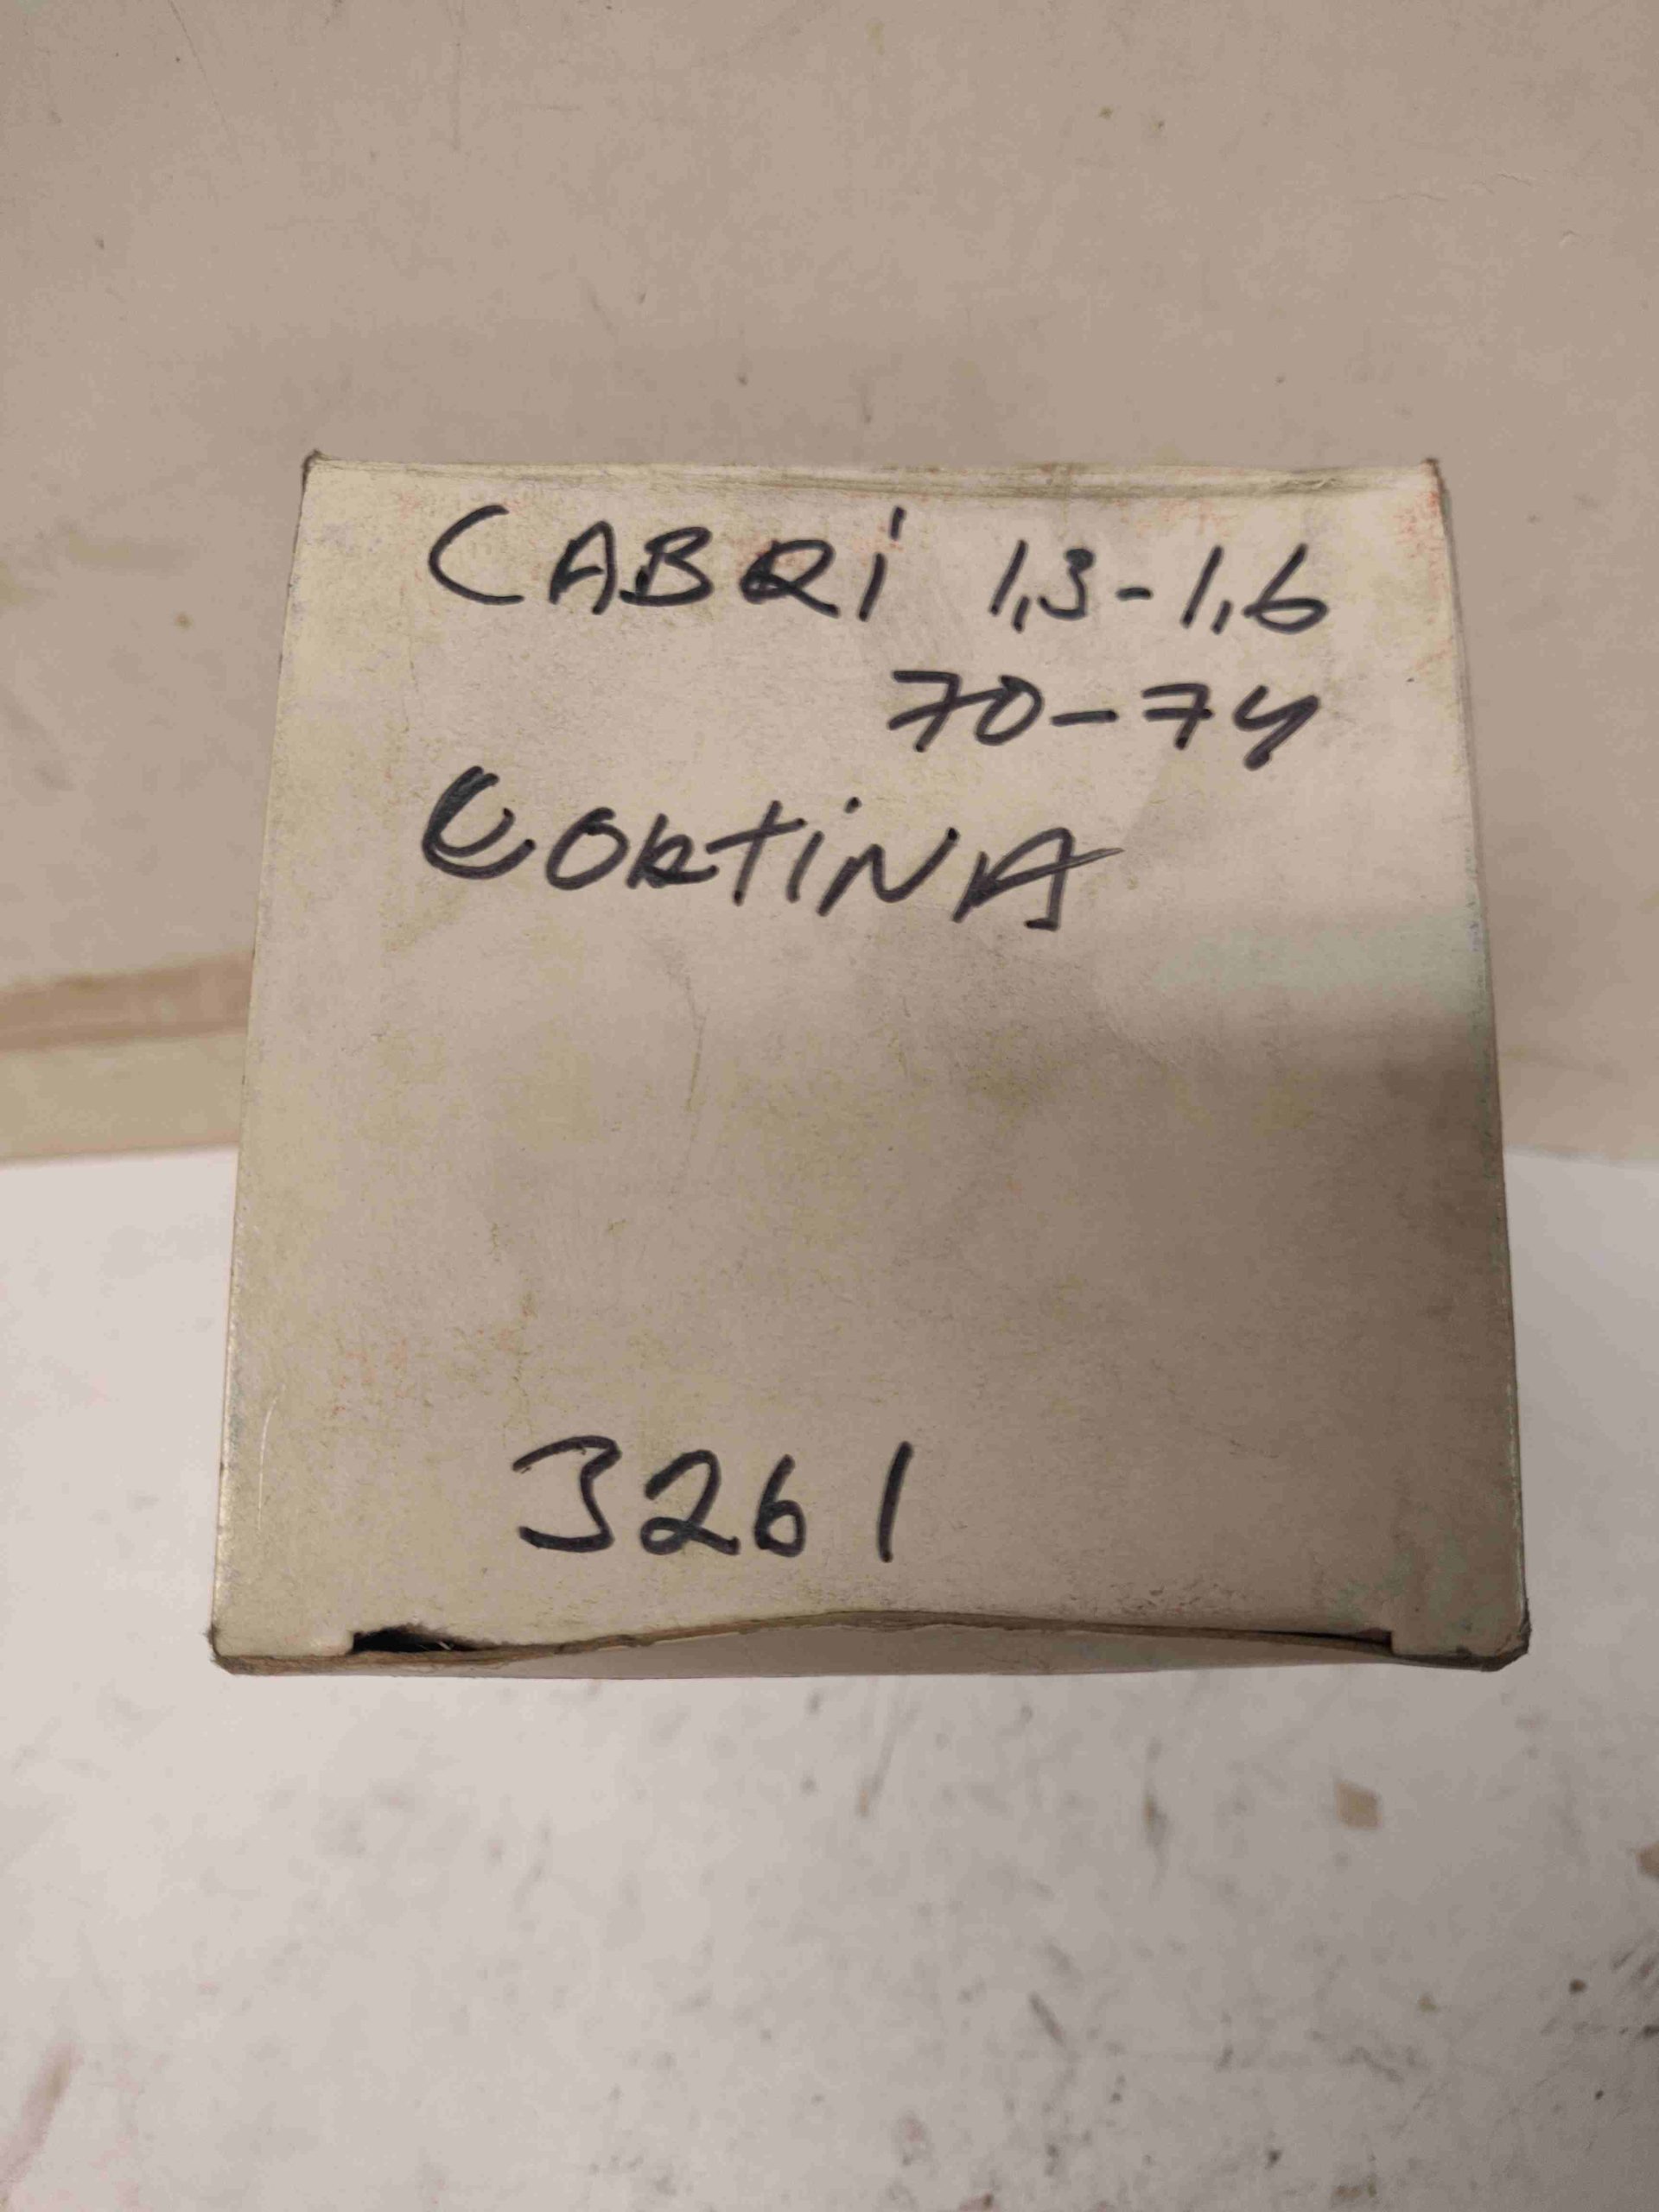 CABRi 1,3-1,6
70-74
CORTiNA
3261